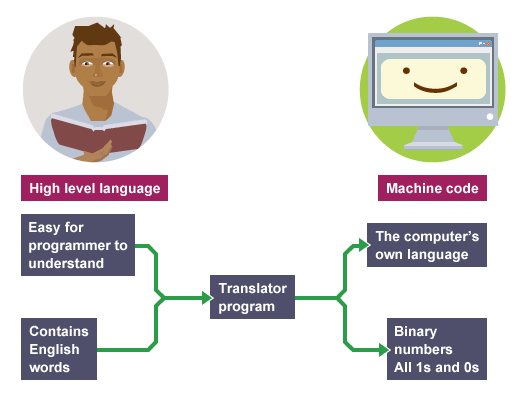 High level language
Machine code
Easy for
programmer to
understand
The computer's
own language
Translator
program
Contains
English
words
Binary
numbers
All 1s and 0s